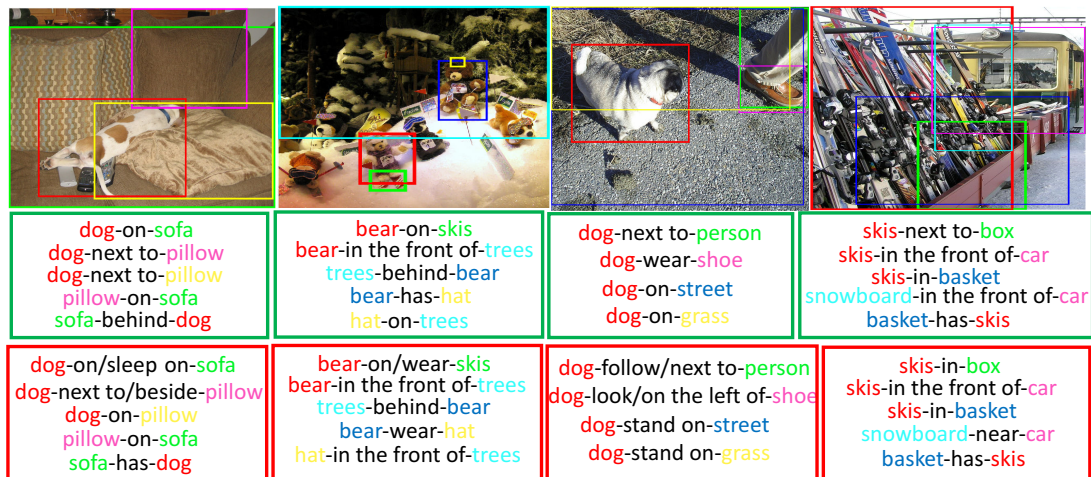 dog-on-sofa
dog-next to-pillow
dog-next to-pillow
pillow-on-sofa
sofa-behind-dog
bear-on-skis
bear-in the front of-trees
trees-behind-bear
bear-has-hat
hat-on-trees
dog-next to-person
dog-wear-shoe
dog-on-street
dog-on-grass
skis-next to-box
skis-in the front of-car
skis-in-basket
snowboard-in the front of-car
basket-has-skis
dog-on/sleep on-sofa
dog-next to/beside-pillow
dog-on-pillow
pillow-on-sofa
sofa-has-dog
bear-on/wear-skis
bear-in the front of-trees
trees-behind-bear
bear-wear-hat
hat-in the front of-trees
dog-follow/next to-person
dog-look/on the left of-shoe
dog-stand on-street
dog-stand on-grass
skis-in-box
skis-in the front of-car
skis-in-basket
snowboard-near-car
basket-has-skis